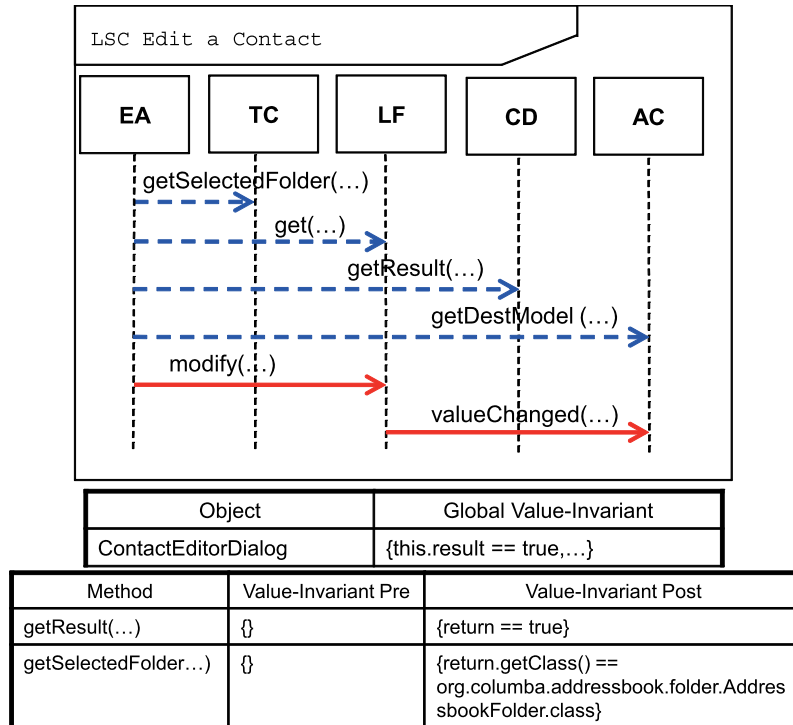 LSC Edit a Contact
EA TC LF CD AC
getSelectedFolder(…)
get(…)
getResult(…)
getDestModel (…)
modify(…)
valueChanged(…)
Object Global Value-Invariant
ContactEditorDialog {this.result == true,…}
Method Value-Invariant Pre Value-Invariant Post
getResult(…) {} {return == true}
getSelectedFolder…) {} {return.getClass() ==
org.columba.addressbook.folder.Addres
sbookFolder.class}